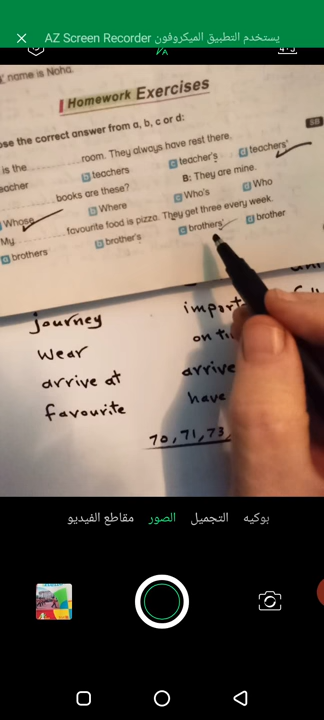 يستخدم التطبيق الميكروفون AZ Screen Recorder
name is Noha.
Homework Exercises
ose the correct answer from a, b, c or d:
58
is the ........ room. They always have rest there.
eacher b teachers c teacher's d teachers'
........ books are these? B: They are mine.
Whose b Where c Who's d Who
My ........ favourite food is pizza. They get three every week.
a brothers b brother's c brothers' d brother
journey import
wear on ti
arrive at arrive
favourite have
70, 71, 73,
بوكيه التجميل الصور مقاطع الفيديو